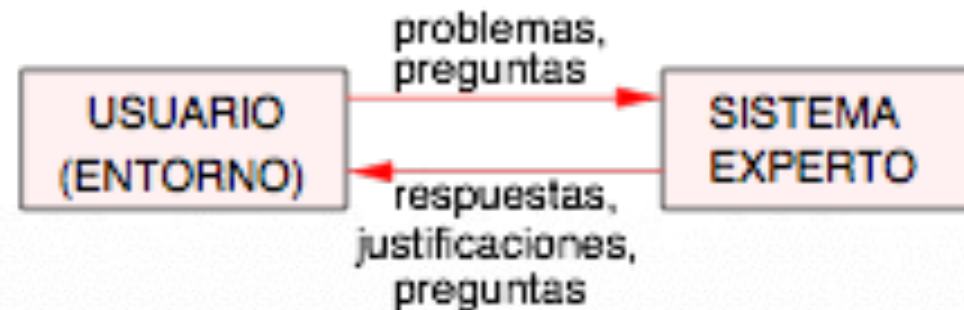 problemas,
preguntas
USUARIO
(ENTORNO)
SISTEMA
EXPERTO
respuestas,
justificaciones,
preguntas